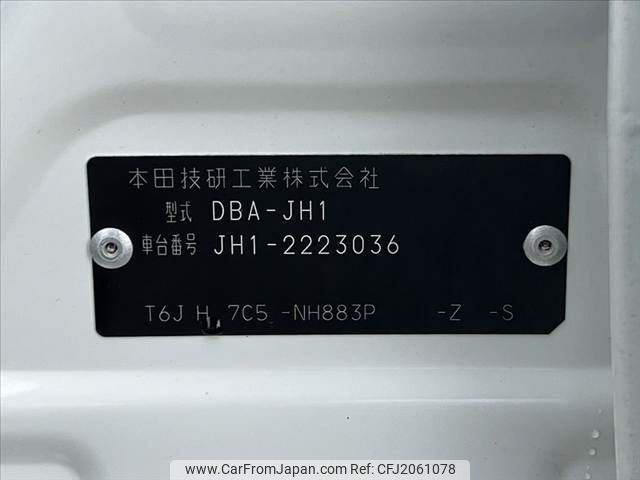 本田技研工業株式会社
型式 DBA-JH1
車台番号 JH1-2223036
T6J H 7C5 -NH883P -Z -S
www.CarFromJapan.com | CFJ2061078